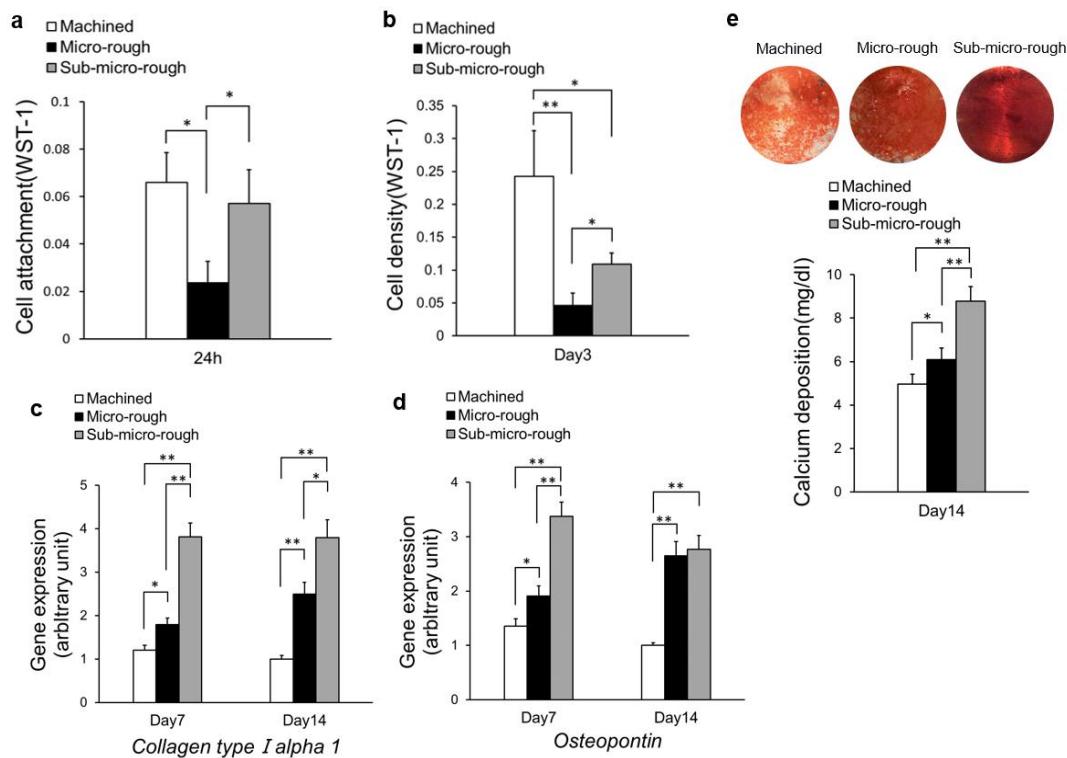 a
Machined
Micro-rough
Sub-micro-rough
Cell attachment(WST-1)
0.1
0.08
0.06
0.04
0.02
0
*
*
24h
b
Machined
Micro-rough
Sub-micro-rough
Cell density(WST-1)
0.35
0.3
0.25
0.2
0.15
0.1
0.05
0
*
**
*
Day3
c
Machined
Micro-rough
Sub-micro-rough
Gene expression
(arbltrary unit)
5
4
3
2
1
0
**
**
*
**
*
**
Day7
Day14
Collagen type I alpha 1
d
Machined
Micro-rough
Sub-micro-rough
Gene expression
(arbltrary unit)
4
3
2
1
0
**
**
*
**
**
Day7
Day14
Osteopontin
e
Machined
Micro-rough
Sub-micro-rough
Machined
Micro-rough
Sub-micro-rough
Calcium deposition(mg/dl)
10
8
6
4
2
0
**
**
*
Day14